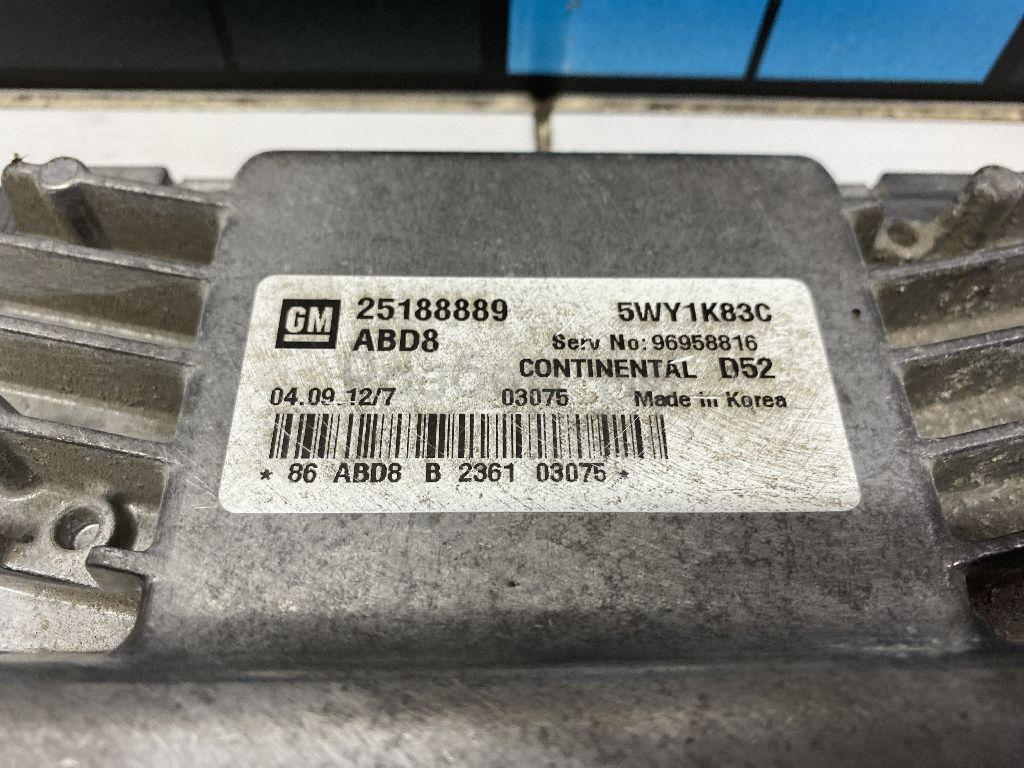 GM 25188889 5WY1K83C
ABD8 Serv No: 96958816
CONTINENTAL D52
04.09.12/7 03075 Made in Korea
* 86 ABD8 B 2361 03075 *